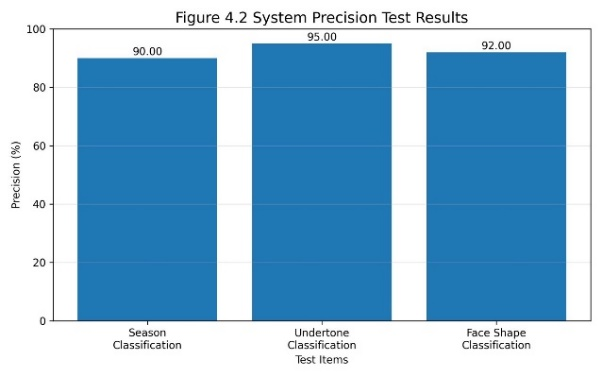 Figure 4.2 System Precision Test Results
100
80
60
40
20
0
Precision (%)
90.00
95.00
92.00
Season
Classification
Undertone
Classification
Face Shape
Classification
Test Items